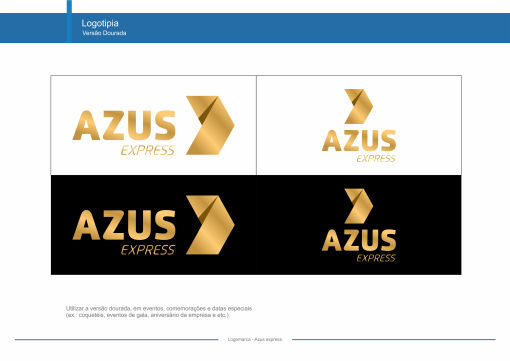 Logotipia
Versão Dourada
AZUS
EXPRESS
AZUS
EXPRESS
AZUS
EXPRESS
AZUS
EXPRESS
Utilizar a versão dourada, em eventos, comemorações e datas especiais
(ex.: coquetéis, eventos de gala, aniversário da empresa e etc.)
Logomarca - Azus express